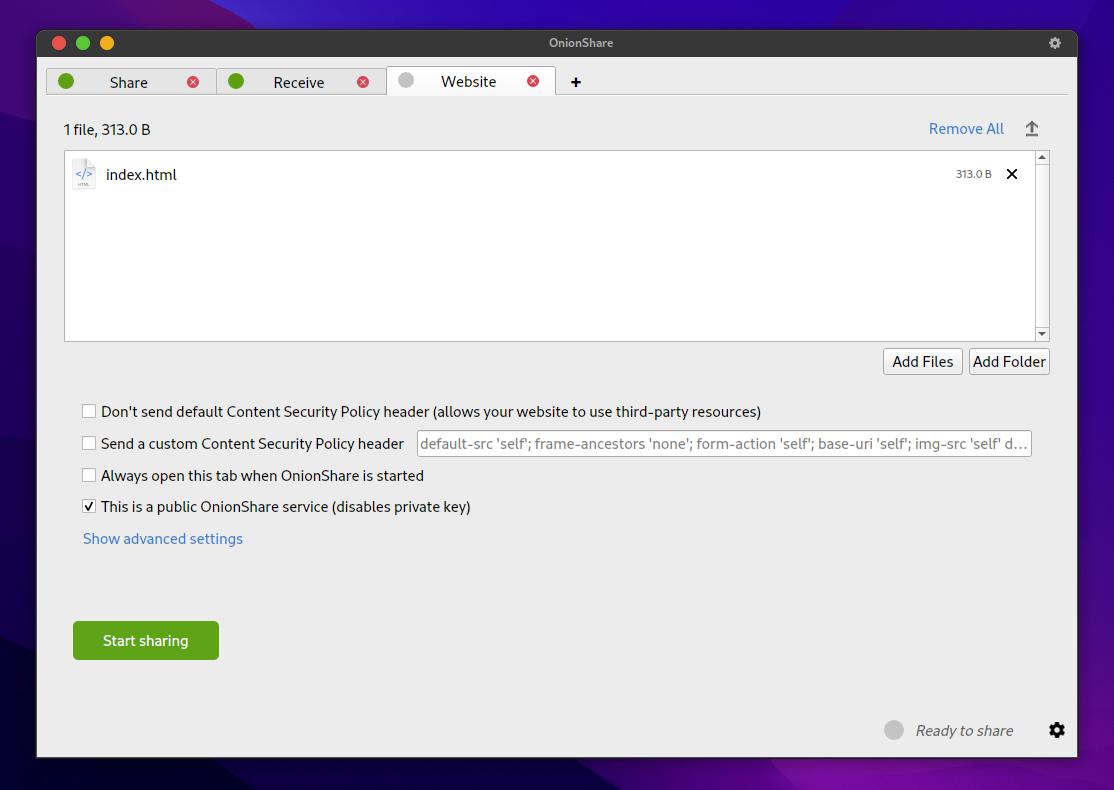 OnionShare
Share Receive Website +
1 file, 313.0 B Remove All
</> HTML index.html 313.0 B
Add Files Add Folder
Don't send default Content Security Policy header (allows your website to use third-party resources)
Send a custom Content Security Policy header default-src 'self'; frame-ancestors 'none'; form-action 'self'; base-uri 'self'; img-src 'self' d...
Always open this tab when OnionShare is started
This is a public OnionShare service (disables private key)
Show advanced settings
Start sharing
Ready to share